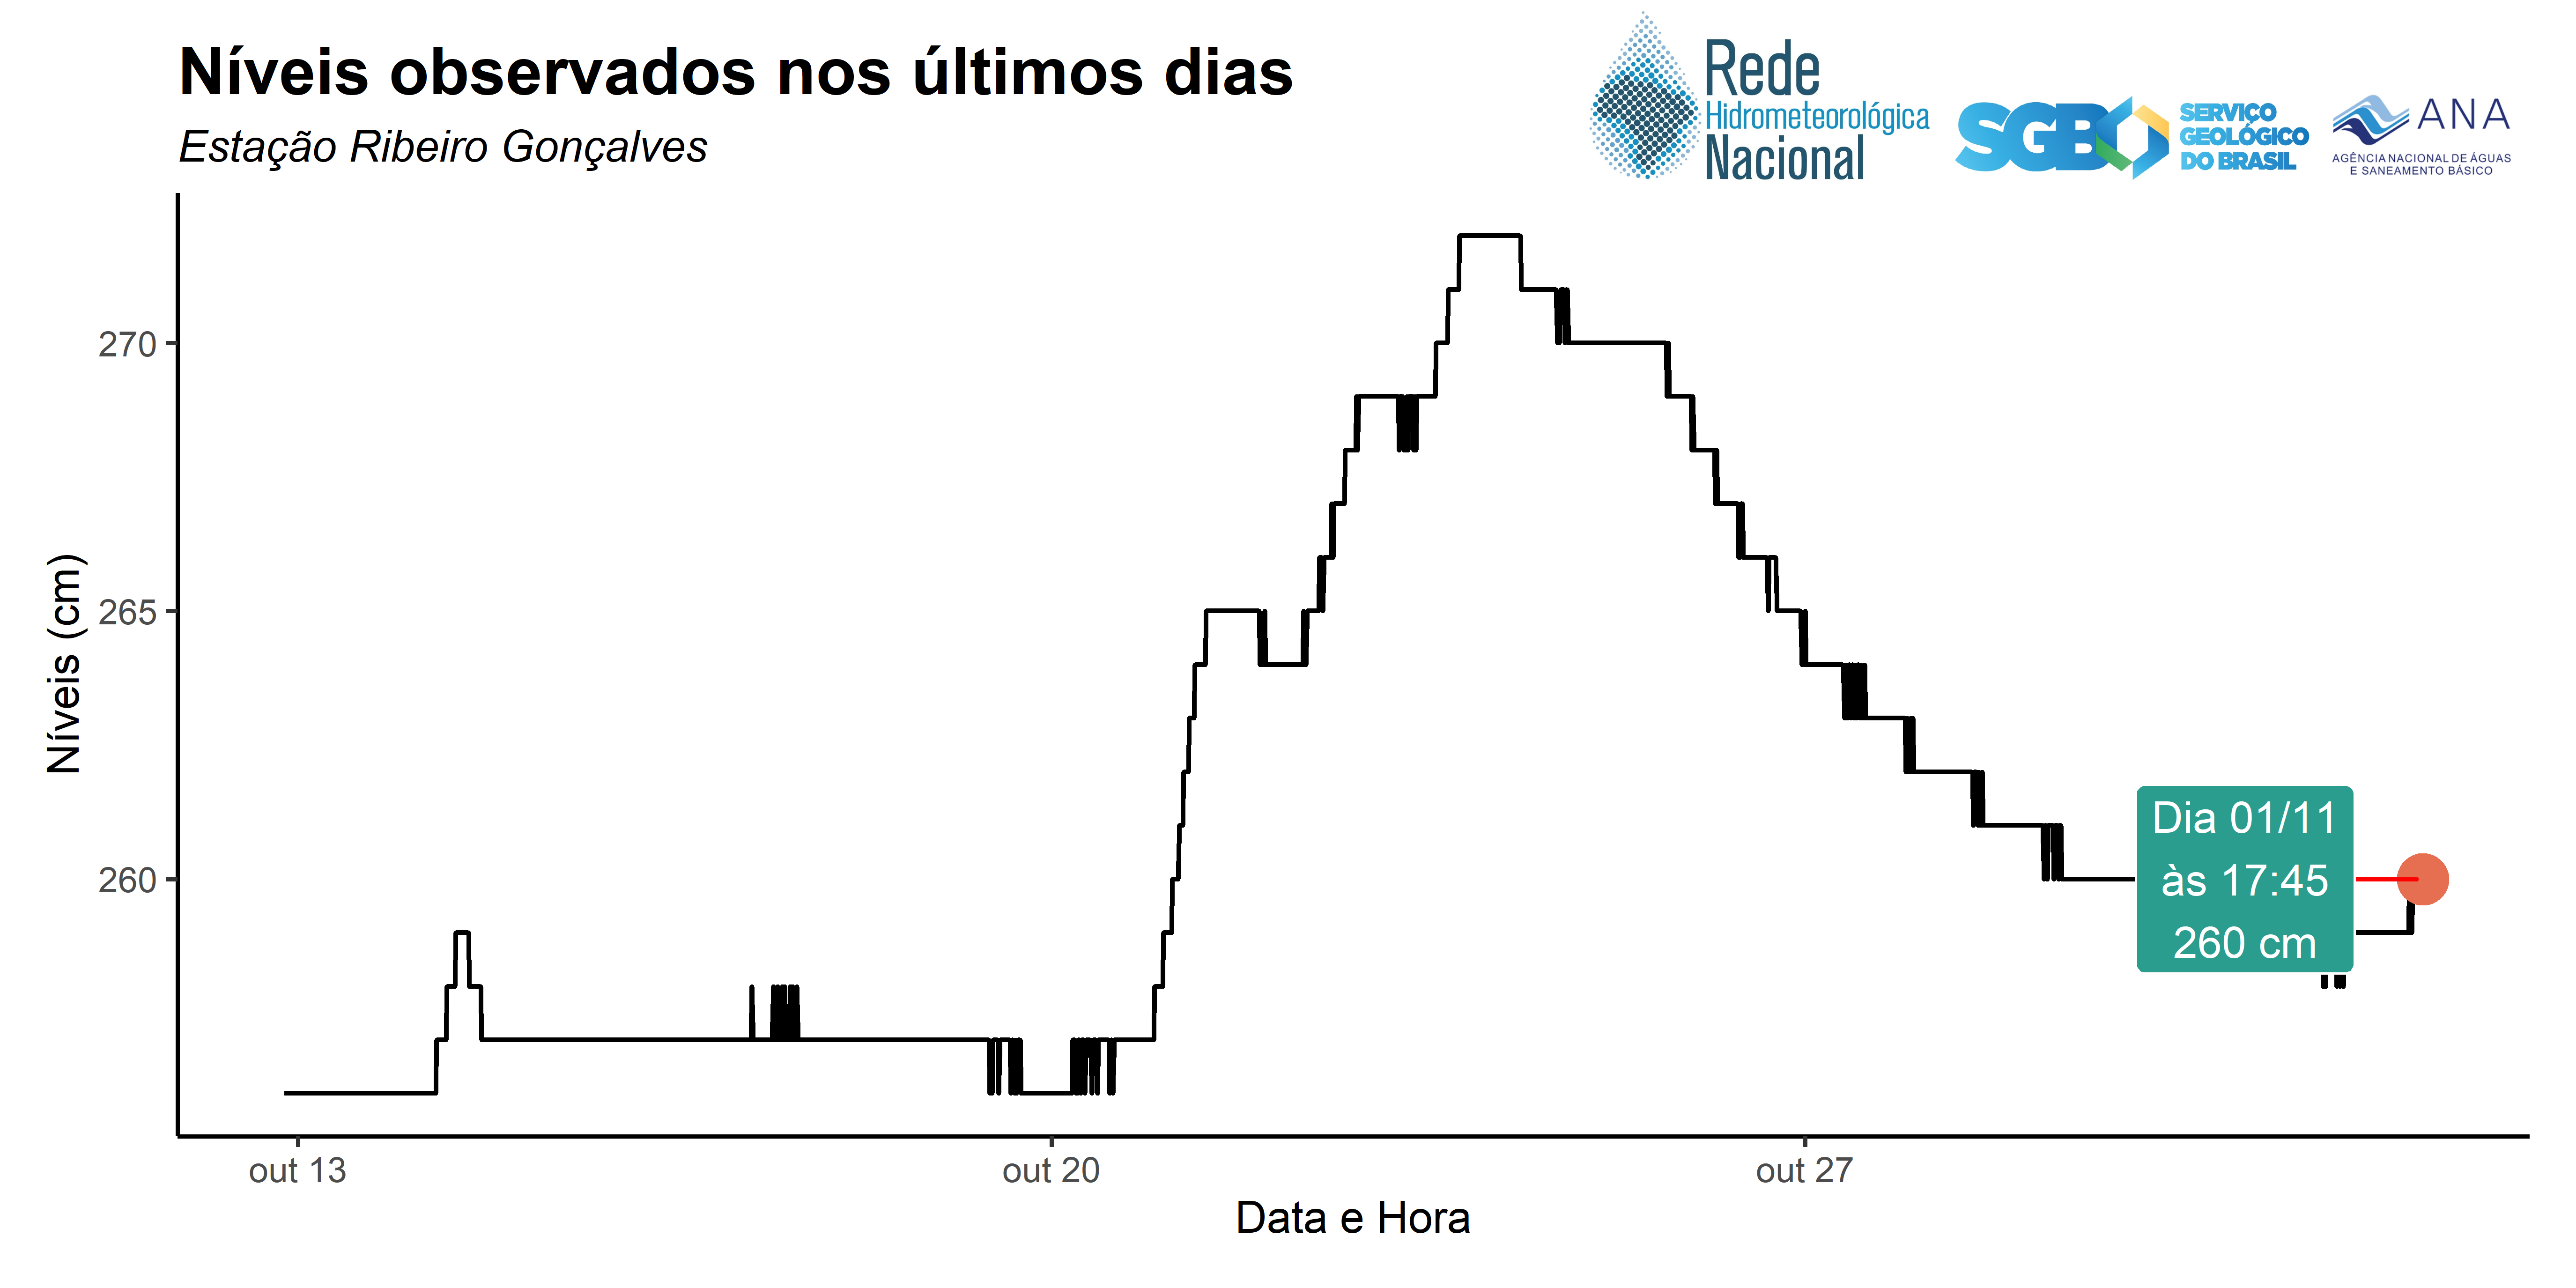 Níveis observados nos últimos dias
Estação Ribeiro Gonçalves
Rede
Hidrometeorológica
Nacional
SGB
SERVIÇO
GEOLÓGICO
DO BRASIL
ANA
AGÊNCIA NACIONAL DE ÁGUAS
E SANEAMENTO BÁSICO
Níveis (cm)
270
265
260
Dia 01/11
às 17:45
260 cm
out 13
out 20
out 27
Data e Hora